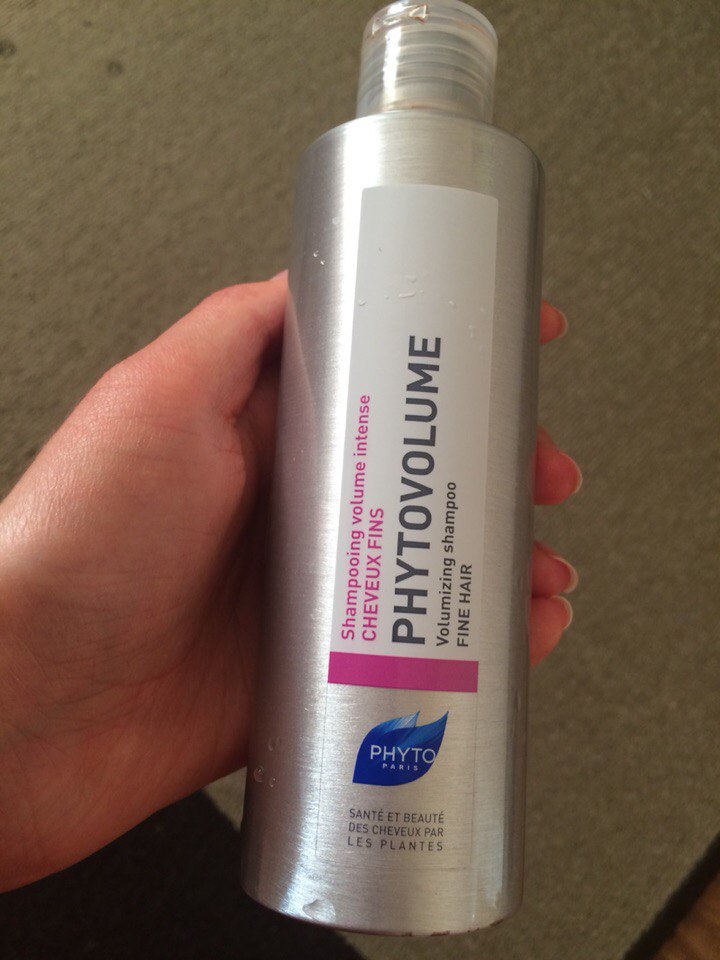 Shampooing volume intense
CHEVEUX FINS
PHYTOVOLUME
Volumizing shampoo
FINE HAIR
PHYTO
PARIS
SANTÉ ET BEAUTÉ
DES CHEVEUX PAR
LES PLANTES